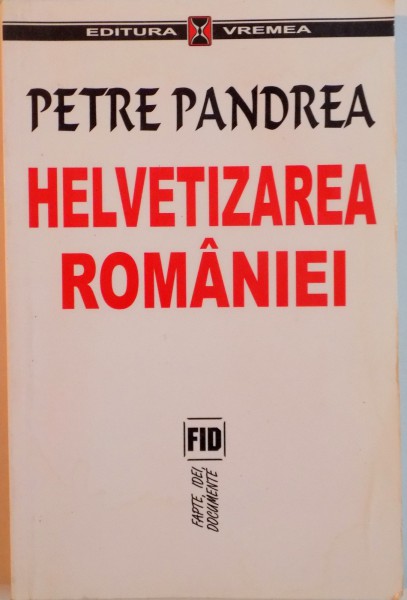 EDITURA VREMEA
PETRE PANDREA
HELVETIZAREA
ROMÂNIEI
FID
FAPTE, IDEI,
DOCUMENTE